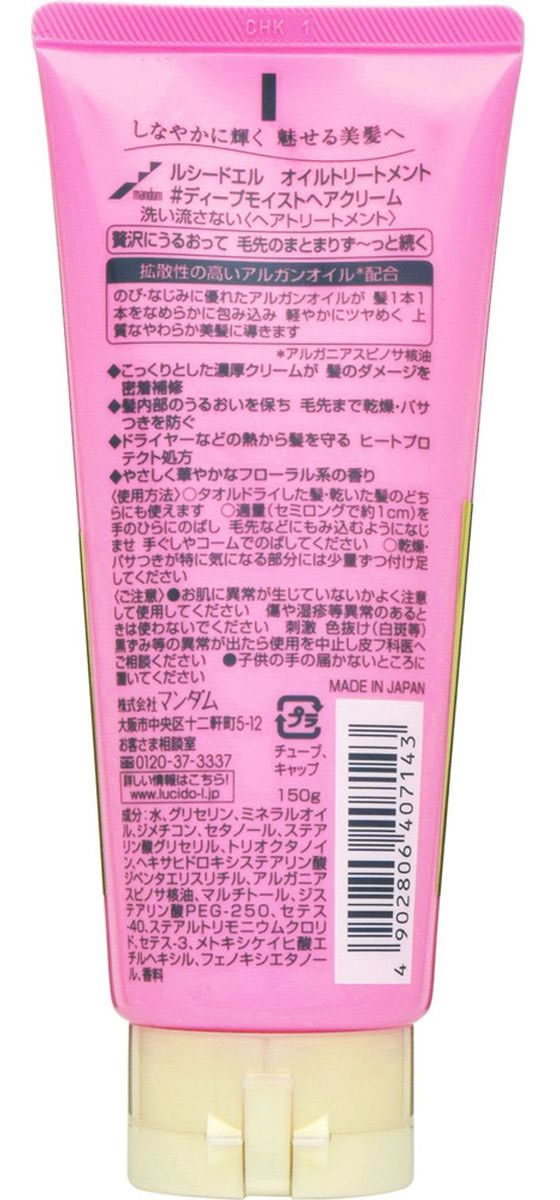 CHK 1
しなやかに輝く 魅せる美髪へ
mandom
ルシードエル オイルトリートメント
#ディープモイストヘアクリーム
洗い流さない〈ヘアトリートメント〉
贅沢にうるおって 毛先のまとまりず〜っと続く
拡散性の高いアルガンオイル*配合
のび・なじみに優れたアルガンオイルが 髪1本1
本をなめらかに包み込み 軽やかにツヤめく 上
質なやわらか美髪に導きます
*アルガニアスピノサ核油
◆こっくりとした濃厚クリームが 髪のダメージを
密着補修
◆髪内部のうるおいを保ち 毛先まで乾燥・パサ
つきを防ぐ
◆ドライヤーなどの熱から髪を守る ヒートプロ
テクト処方
◆やさしく華やかなフローラル系の香り
〈使用方法〉○タオルドライした髪・乾いた髪のどち
らにも使えます ○適量(セミロングで約1cm)を
手のひらにのばし 毛先などにもみ込むようになじ
ませ 手ぐしやコームでのばしてください ○乾燥・
パサつきが特に気になる部分には少量ずつ付け足
してください
〈ご注意〉●お肌に異常が生じていないかよく注意
して使用してください 傷や湿疹等異常のあると
きは使わないでください 刺激 色抜け(白斑等)
黒ずみ等の異常が出たら使用を中止し皮フ科医へ
ご相談ください ●子供の手の届かないところに
置いてください
MADE IN JAPAN
株式会社 マンダム
大阪市中央区十二軒町5-12
お客さま相談室
0120-37-3337
詳しい情報はこちら!
www.lucido-l.jp
プラ
チューブ、
キャップ
150g
成分:水、グリセリン、ミネラルオイ
ル、ジメチコン、セタノール、ステア
リン酸グリセリル、トリオクタノイ
ン、ヘキサヒドロキシステアリン酸
ジペンタエリスリチル、アルガニア
スピノサ核油、マルチトール、ジス
テアリン酸PEG-250、セテス
-40、ステアルトリモニウムクロリ
ド、セテス-3、メトキシケイヒ酸エ
チルヘキシル、フェノキシエタノー
ル、香料
4 902806 407143